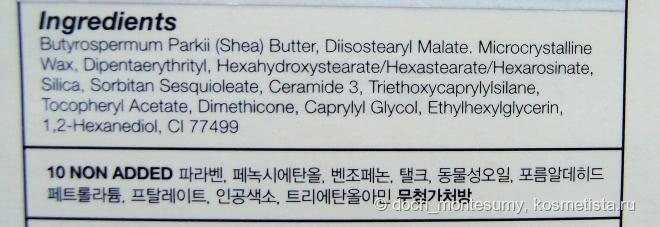 Ingredients
Butyrospermum Parkii (Shea) Butter, Diisostearyl Malate. Microcrystalline
Wax, Dipentaerythrityl, Hexahydroxystearate/Hexastearate/Hexarosinate,
Silica, Sorbitan Sesquioleate, Ceramide 3, Triethoxycaprylylsilane,
Tocopheryl Acetate, Dimethicone, Caprylyl Glycol, Ethylhexylglycerin,
1,2-Hexanediol, CI 77499
10 NON ADDED 파라벤, 페녹시에탄올, 벤조페논, 탤크, 동물성오일, 포름알데히드
페트롤라튬, 프탈레이트, 인공색소, 트리에탄올아민 무첨가처방
© doch_montesumy, kosmetista.ru